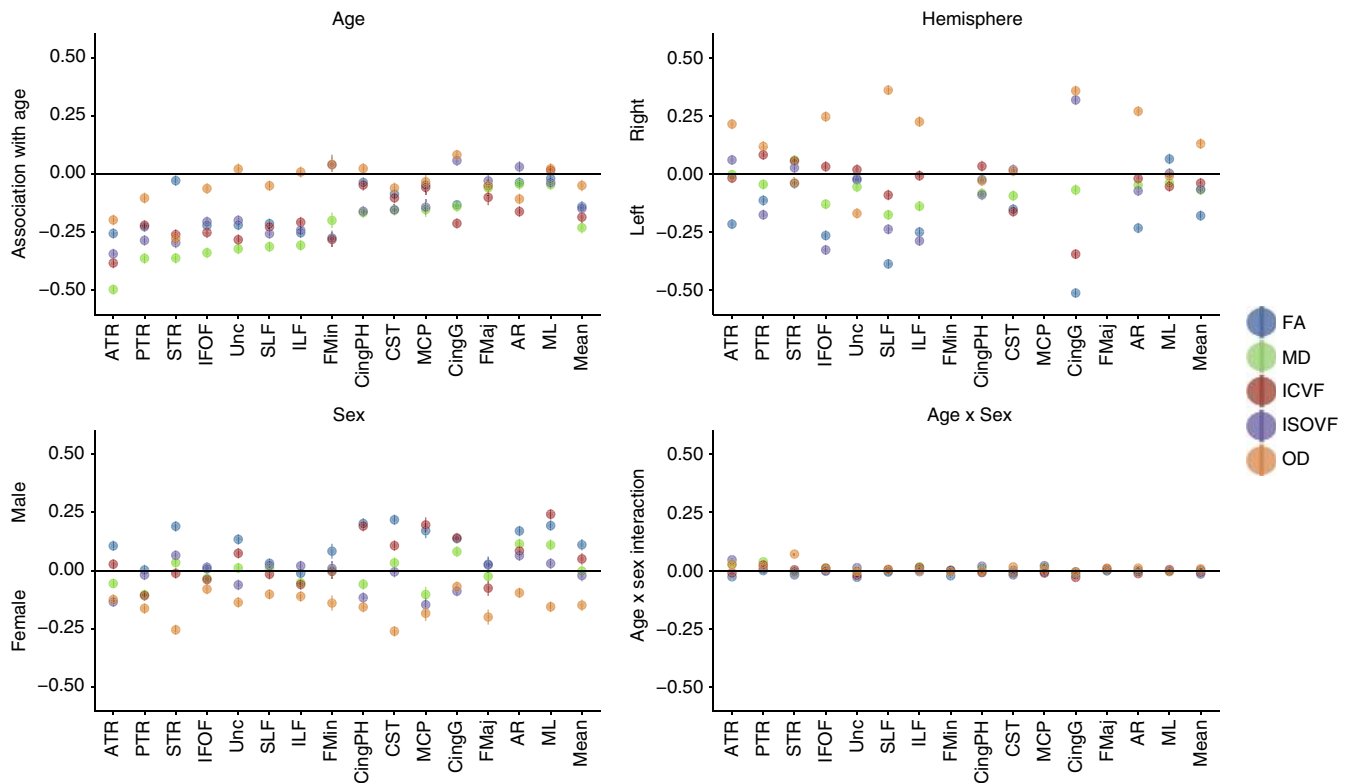 Age
Association with age
0.50
0.25
0.00
−0.25
−0.50
ATR
PTR
STR
IFOF
Unc
SLF
ILF
FMin
CingPH
CST
MCP
CingG
FMaj
AR
ML
Mean
Hemisphere
Right
Left
0.50
0.25
0.00
−0.25
−0.50
ATR
PTR
STR
IFOF
Unc
SLF
ILF
FMin
CingPH
CST
MCP
CingG
FMaj
AR
ML
Mean
Sex
Male
Female
0.50
0.25
0.00
−0.25
−0.50
ATR
PTR
STR
IFOF
Unc
SLF
ILF
FMin
CingPH
CST
MCP
CingG
FMaj
AR
ML
Mean
Age x Sex
Age x sex interaction
0.50
0.25
0.00
−0.25
−0.50
ATR
PTR
STR
IFOF
Unc
SLF
ILF
FMin
CingPH
CST
MCP
CingG
FMaj
AR
ML
Mean
FA
MD
ICVF
ISOVF
OD